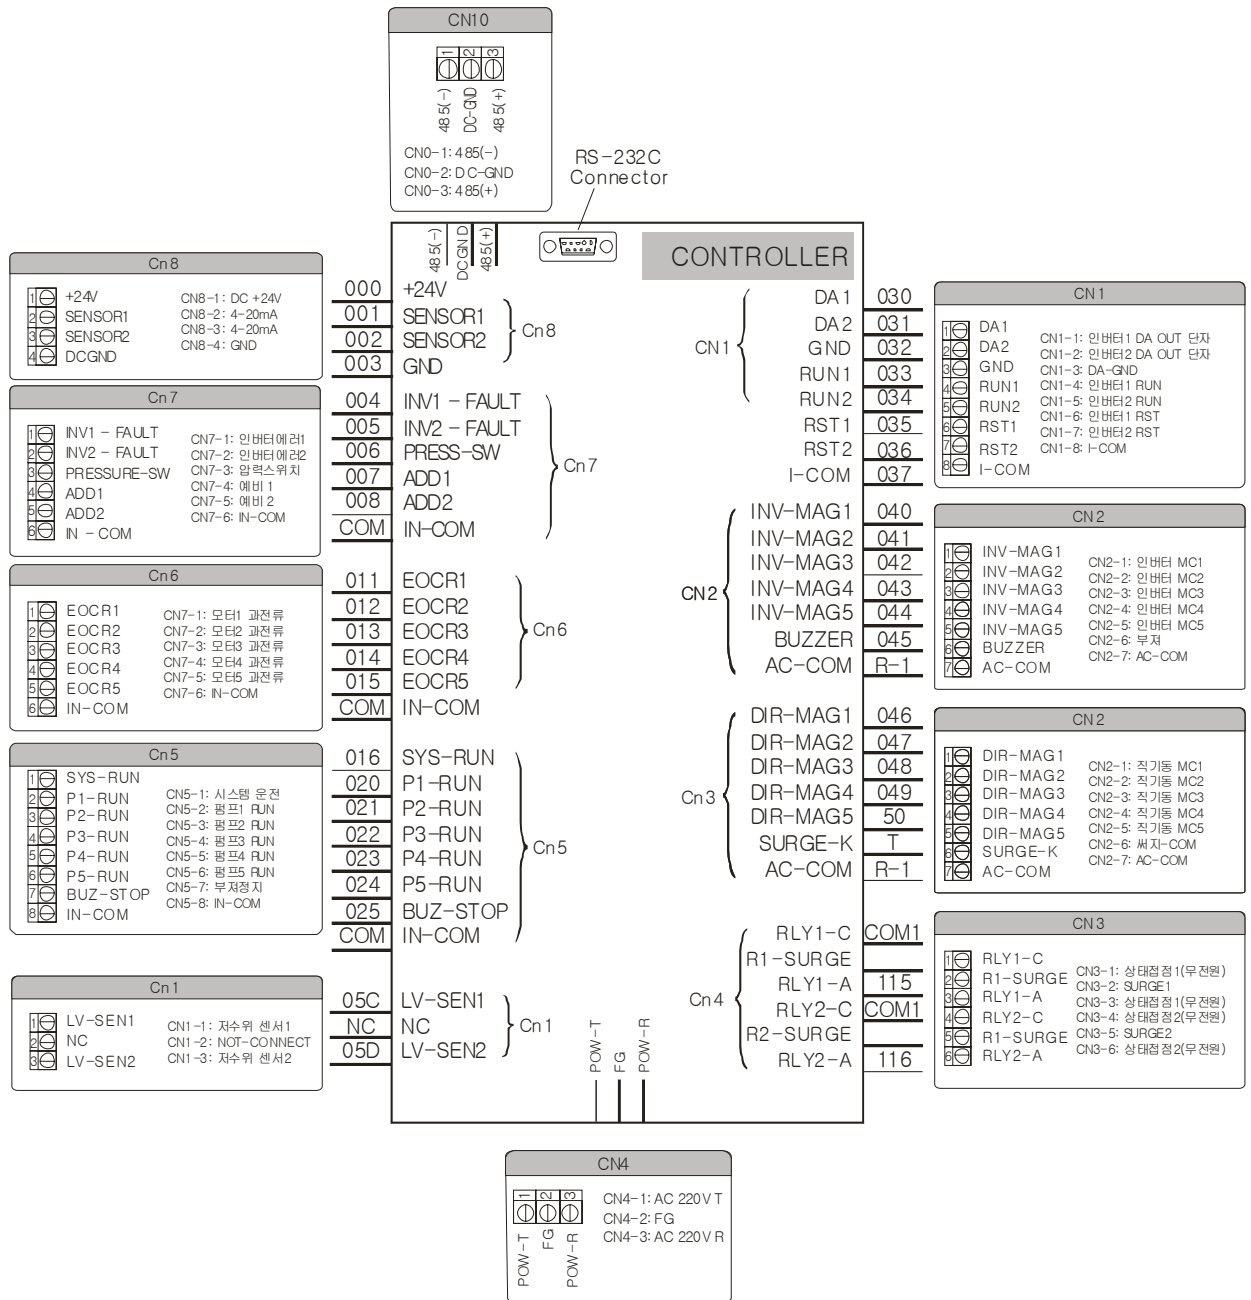 CN10
1 2 3
485(-) DC-GND 485(+)
CN0-1: 485(-)
CN0-2: DC-GND
CN0-3: 485(+)
RS-232C
Connector
485(-) DCGND 485(+)
CONTROLLER
Cn8
1 +24V
2 SENSOR1
3 SENSOR2
4 DCGND
CN8-1: DC +24V
CN8-2: 4-20mA
CN8-3: 4-20mA
CN8-4: GND
000 +24V
001 SENSOR1
002 SENSOR2
003 GND
Cn8
Cn7
1 INV1 - FAULT
2 INV2 - FAULT
3 PRESSURE-SW
4 ADD1
5 ADD2
6 IN - COM
CN7-1: 인버터에러1
CN7-2: 인버터에러2
CN7-3: 압력스위치
CN7-4: 예비 1
CN7-5: 예비 2
CN7-6: IN-COM
004 INV1 - FAULT
005 INV2 - FAULT
006 PRESS-SW
007 ADD1
008 ADD2
COM IN-COM
Cn7
Cn6
1 EOCR1
2 EOCR2
3 EOCR3
4 EOCR4
5 EOCR5
6 IN-COM
CN7-1: 모터1 과전류
CN7-2: 모터2 과전류
CN7-3: 모터3 과전류
CN7-4: 모터4 과전류
CN7-5: 모터5 과전류
CN7-6: IN-COM
011 EOCR1
012 EOCR2
013 EOCR3
014 EOCR4
015 EOCR5
COM IN-COM
Cn6
Cn5
1 SYS-RUN
2 P1-RUN
3 P2-RUN
4 P3-RUN
5 P4-RUN
6 P5-RUN
7 BUZ-STOP
8 IN-COM
CN5-1: 시스템 운전
CN5-2: 펌프1 RUN
CN5-3: 펌프2 RUN
CN5-4: 펌프3 RUN
CN5-5: 펌프4 RUN
CN5-6: 펌프5 RUN
CN5-7: 부져정지
CN5-8: IN-COM
016 SYS-RUN
020 P1-RUN
021 P2-RUN
022 P3-RUN
023 P4-RUN
024 P5-RUN
025 BUZ-STOP
COM IN-COM
Cn5
Cn1
1 LV-SEN1
2 NC
3 LV-SEN2
CN1-1: 저수위 센서1
CN1-2: NOT-CONNECT
CN1-3: 저수위 센서2
05C LV-SEN1
NC NC
05D LV-SEN2
Cn1
CN1
DA1 030
DA2 031
GND 032
RUN1 033
RUN2 034
RST1 035
RST2 036
I-COM 037
CN1
1 DA1
2 DA2
3 GND
4 RUN1
5 RUN2
6 RST1
7 RST2
8 I-COM
CN1-1: 인버터1 DA OUT 단자
CN1-2: 인버터2 DA OUT 단자
CN1-3: DA-GND
CN1-4: 인버터1 RUN
CN1-5: 인버터2 RUN
CN1-6: 인버터1 RST
CN1-7: 인버터2 RST
CN1-8: I-COM
CN2
INV-MAG1 040
INV-MAG2 041
INV-MAG3 042
INV-MAG4 043
INV-MAG5 044
BUZZER 045
AC-COM R-1
CN2
1 INV-MAG1
2 INV-MAG2
3 INV-MAG3
4 INV-MAG4
5 INV-MAG5
6 BUZZER
7 AC-COM
CN2-1: 인버터 MC1
CN2-2: 인버터 MC2
CN2-3: 인버터 MC3
CN2-4: 인버터 MC4
CN2-5: 인버터 MC5
CN2-6: 부져
CN2-7: AC-COM
Cn3
DIR-MAG1 046
DIR-MAG2 047
DIR-MAG3 048
DIR-MAG4 049
DIR-MAG5 50
SURGE-K T
AC-COM R-1
CN2
1 DIR-MAG1
2 DIR-MAG2
3 DIR-MAG3
4 DIR-MAG4
5 DIR-MAG5
6 SURGE-K
7 AC-COM
CN2-1: 직기동 MC1
CN2-2: 직기동 MC2
CN2-3: 직기동 MC3
CN2-4: 직기동 MC4
CN2-5: 직기동 MC5
CN2-6: 써지-COM
CN2-7: AC-COM
Cn4
RLY1-C COM1
R1-SURGE
RLY1-A 115
RLY2-C COM1
R2-SURGE
RLY2-A 116
CN3
1 RLY1-C
2 R1-SURGE
3 RLY1-A
4 RLY2-C
5 R1-SURGE
6 RLY2-A
CN3-1: 상태접점1(무전원)
CN3-2: SURGE1
CN3-3: 상태접점1(무전원)
CN3-4: 상태접점2(무전원)
CN3-5: SURGE2
CN3-6: 상태접점2(무전원)
POW-T FG POW-R
CN4
1 2 3
POW-T FG POW-R
CN4-1: AC 220V T
CN4-2: FG
CN4-3: AC 220V R